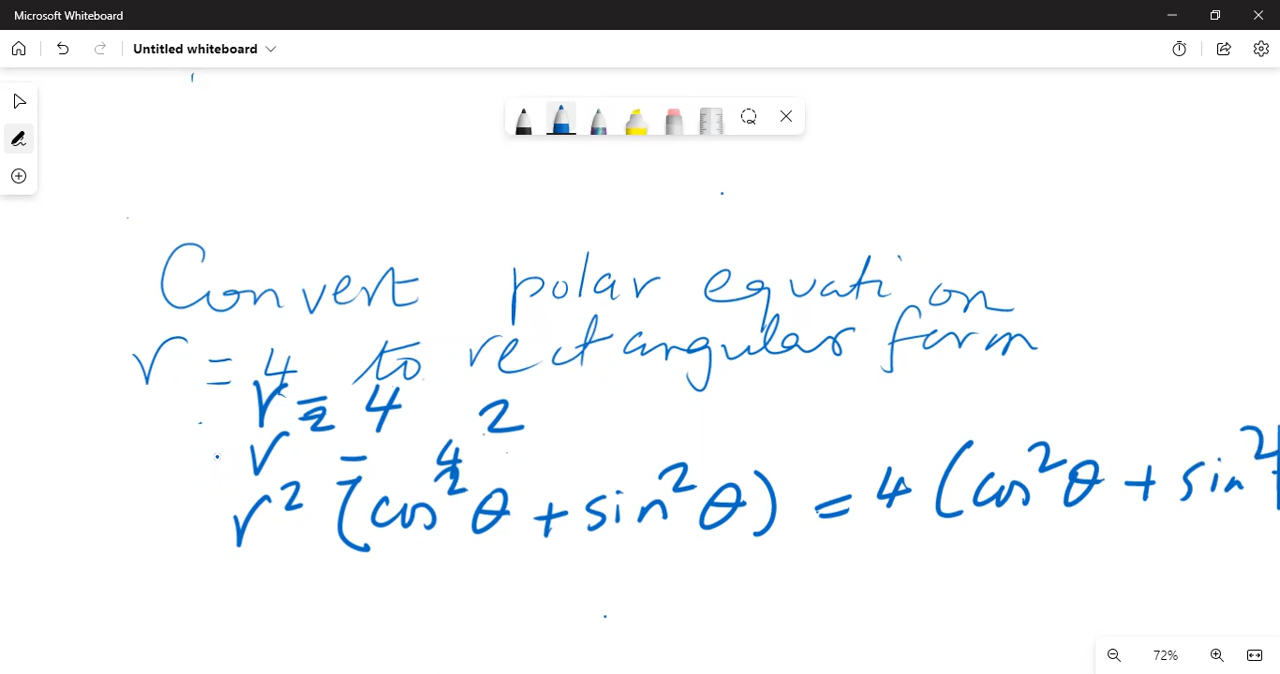 Microsoft Whiteboard
Untitled whiteboard
Convert polar equation
r = 4 to rectangular form
r = 4
r² = 4²
r² (cos²θ + sin²θ) = 4 (cos²θ + sin²
72%